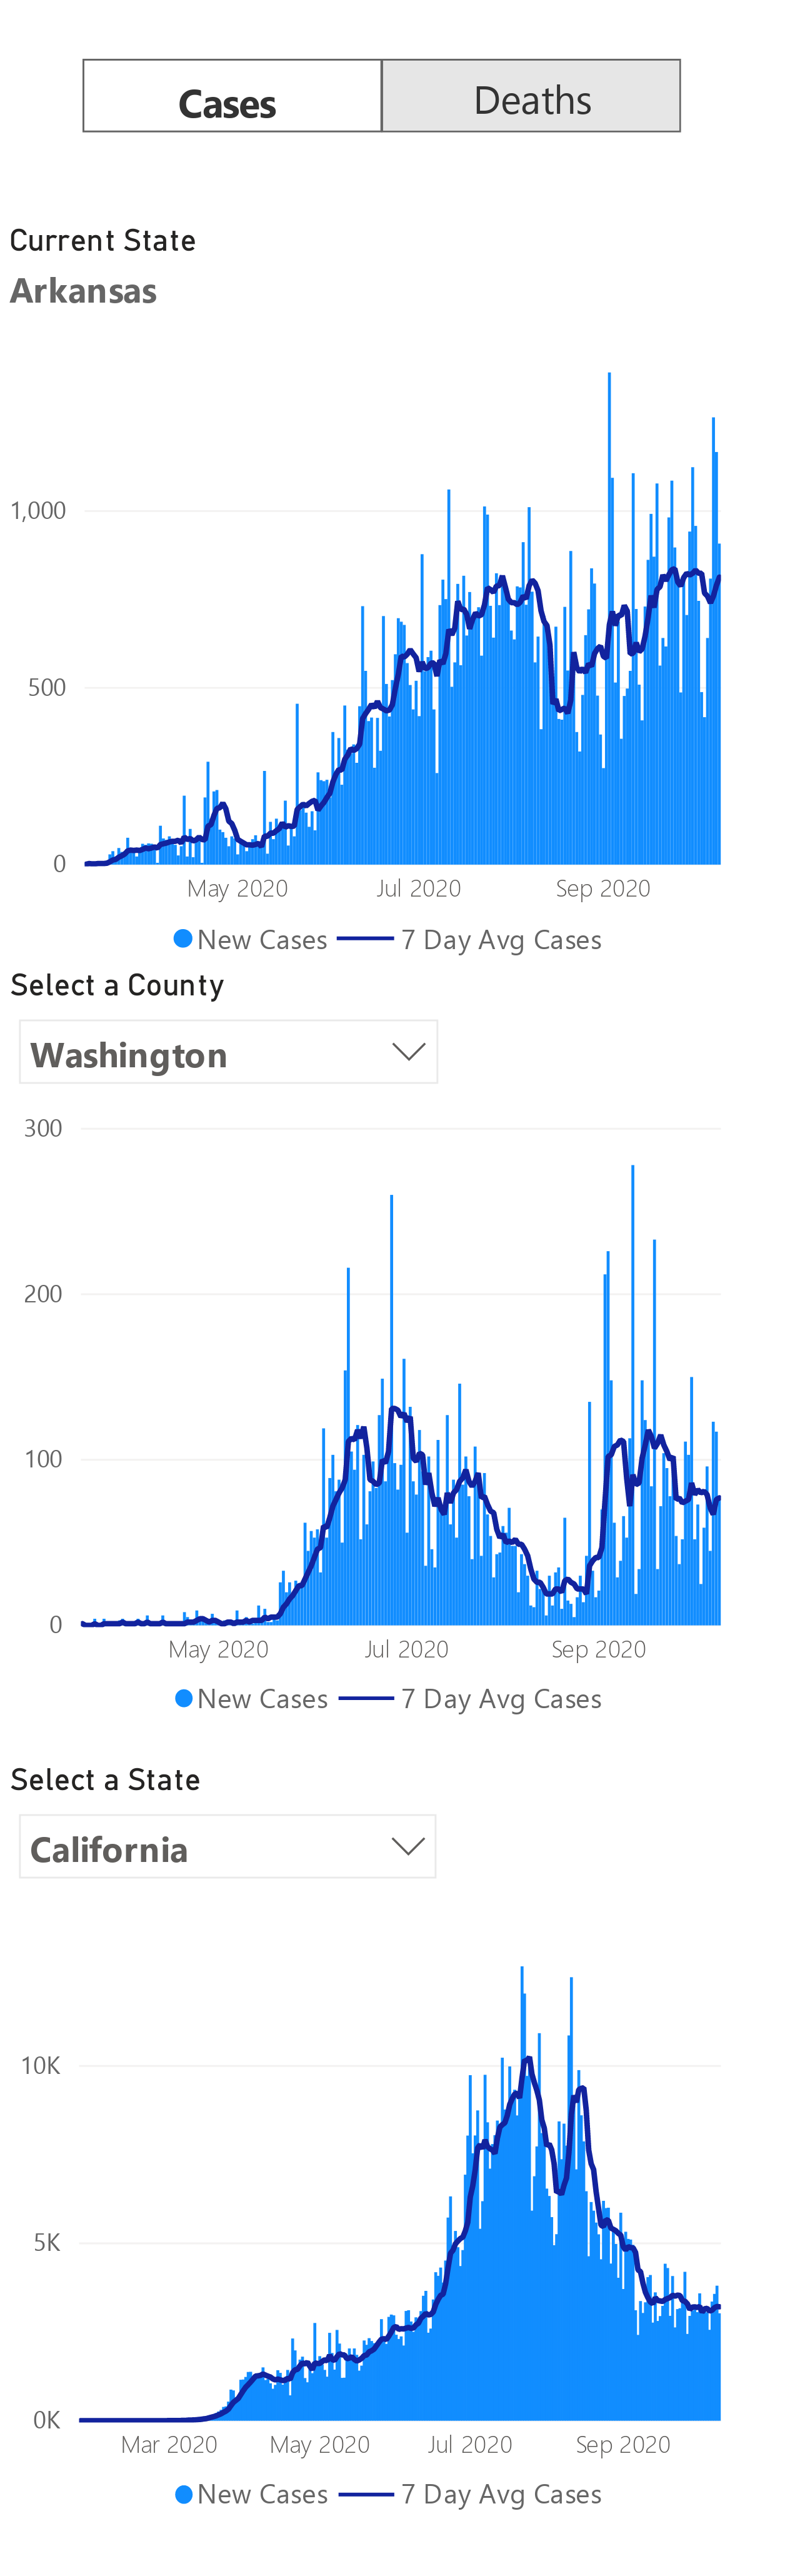 Cases Deaths
Current State
Arkansas
1,000
500
0
May 2020 Jul 2020 Sep 2020
New Cases 7 Day Avg Cases
Select a County
Washington
300
200
100
0
May 2020 Jul 2020 Sep 2020
New Cases 7 Day Avg Cases
Select a State
California
10K
5K
0K
Mar 2020 May 2020 Jul 2020 Sep 2020
New Cases 7 Day Avg Cases